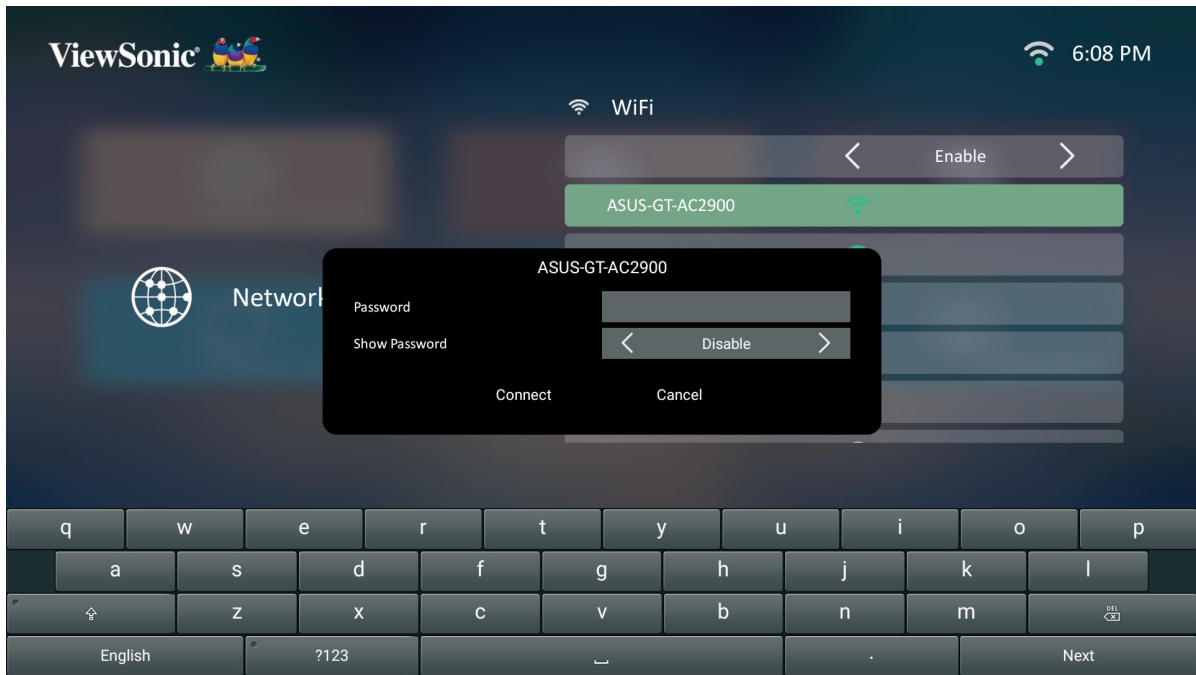 ViewSonic®
6:08 PM
WiFi
Enable
ASUS-GT-AC2900
Network
ASUS-GT-AC2900
Password
Show Password
Disable
Connect
Cancel
q w e r t y u i o p
a s d f g h j k l
z x c v b n m DEL
English ?123 . Next